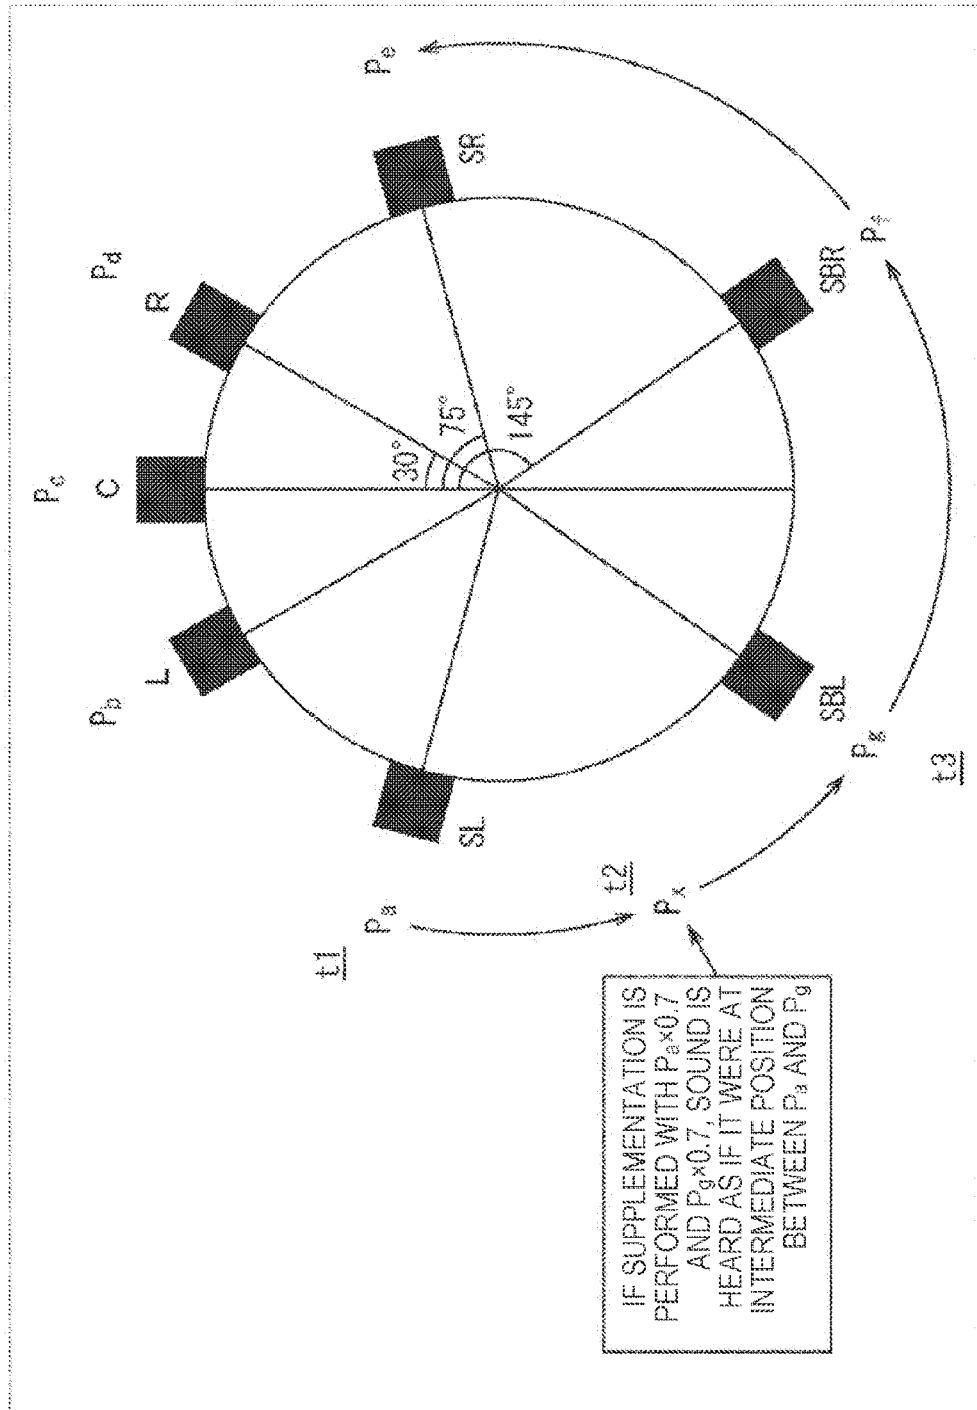 Pc
C
Pb
L
Pd
R
Pe
SL
SR
30°
75°
145°
t1
Pa
t2
Px
SBL
SBR
Pg
Pf
t3
IF SUPPLEMENTATION IS
PERFORMED WITH Pa×0.7
AND Pg×0.7, SOUND IS
HEARD AS IF IT WERE AT
INTERMEDIATE POSITION
BETWEEN Pa AND Pg